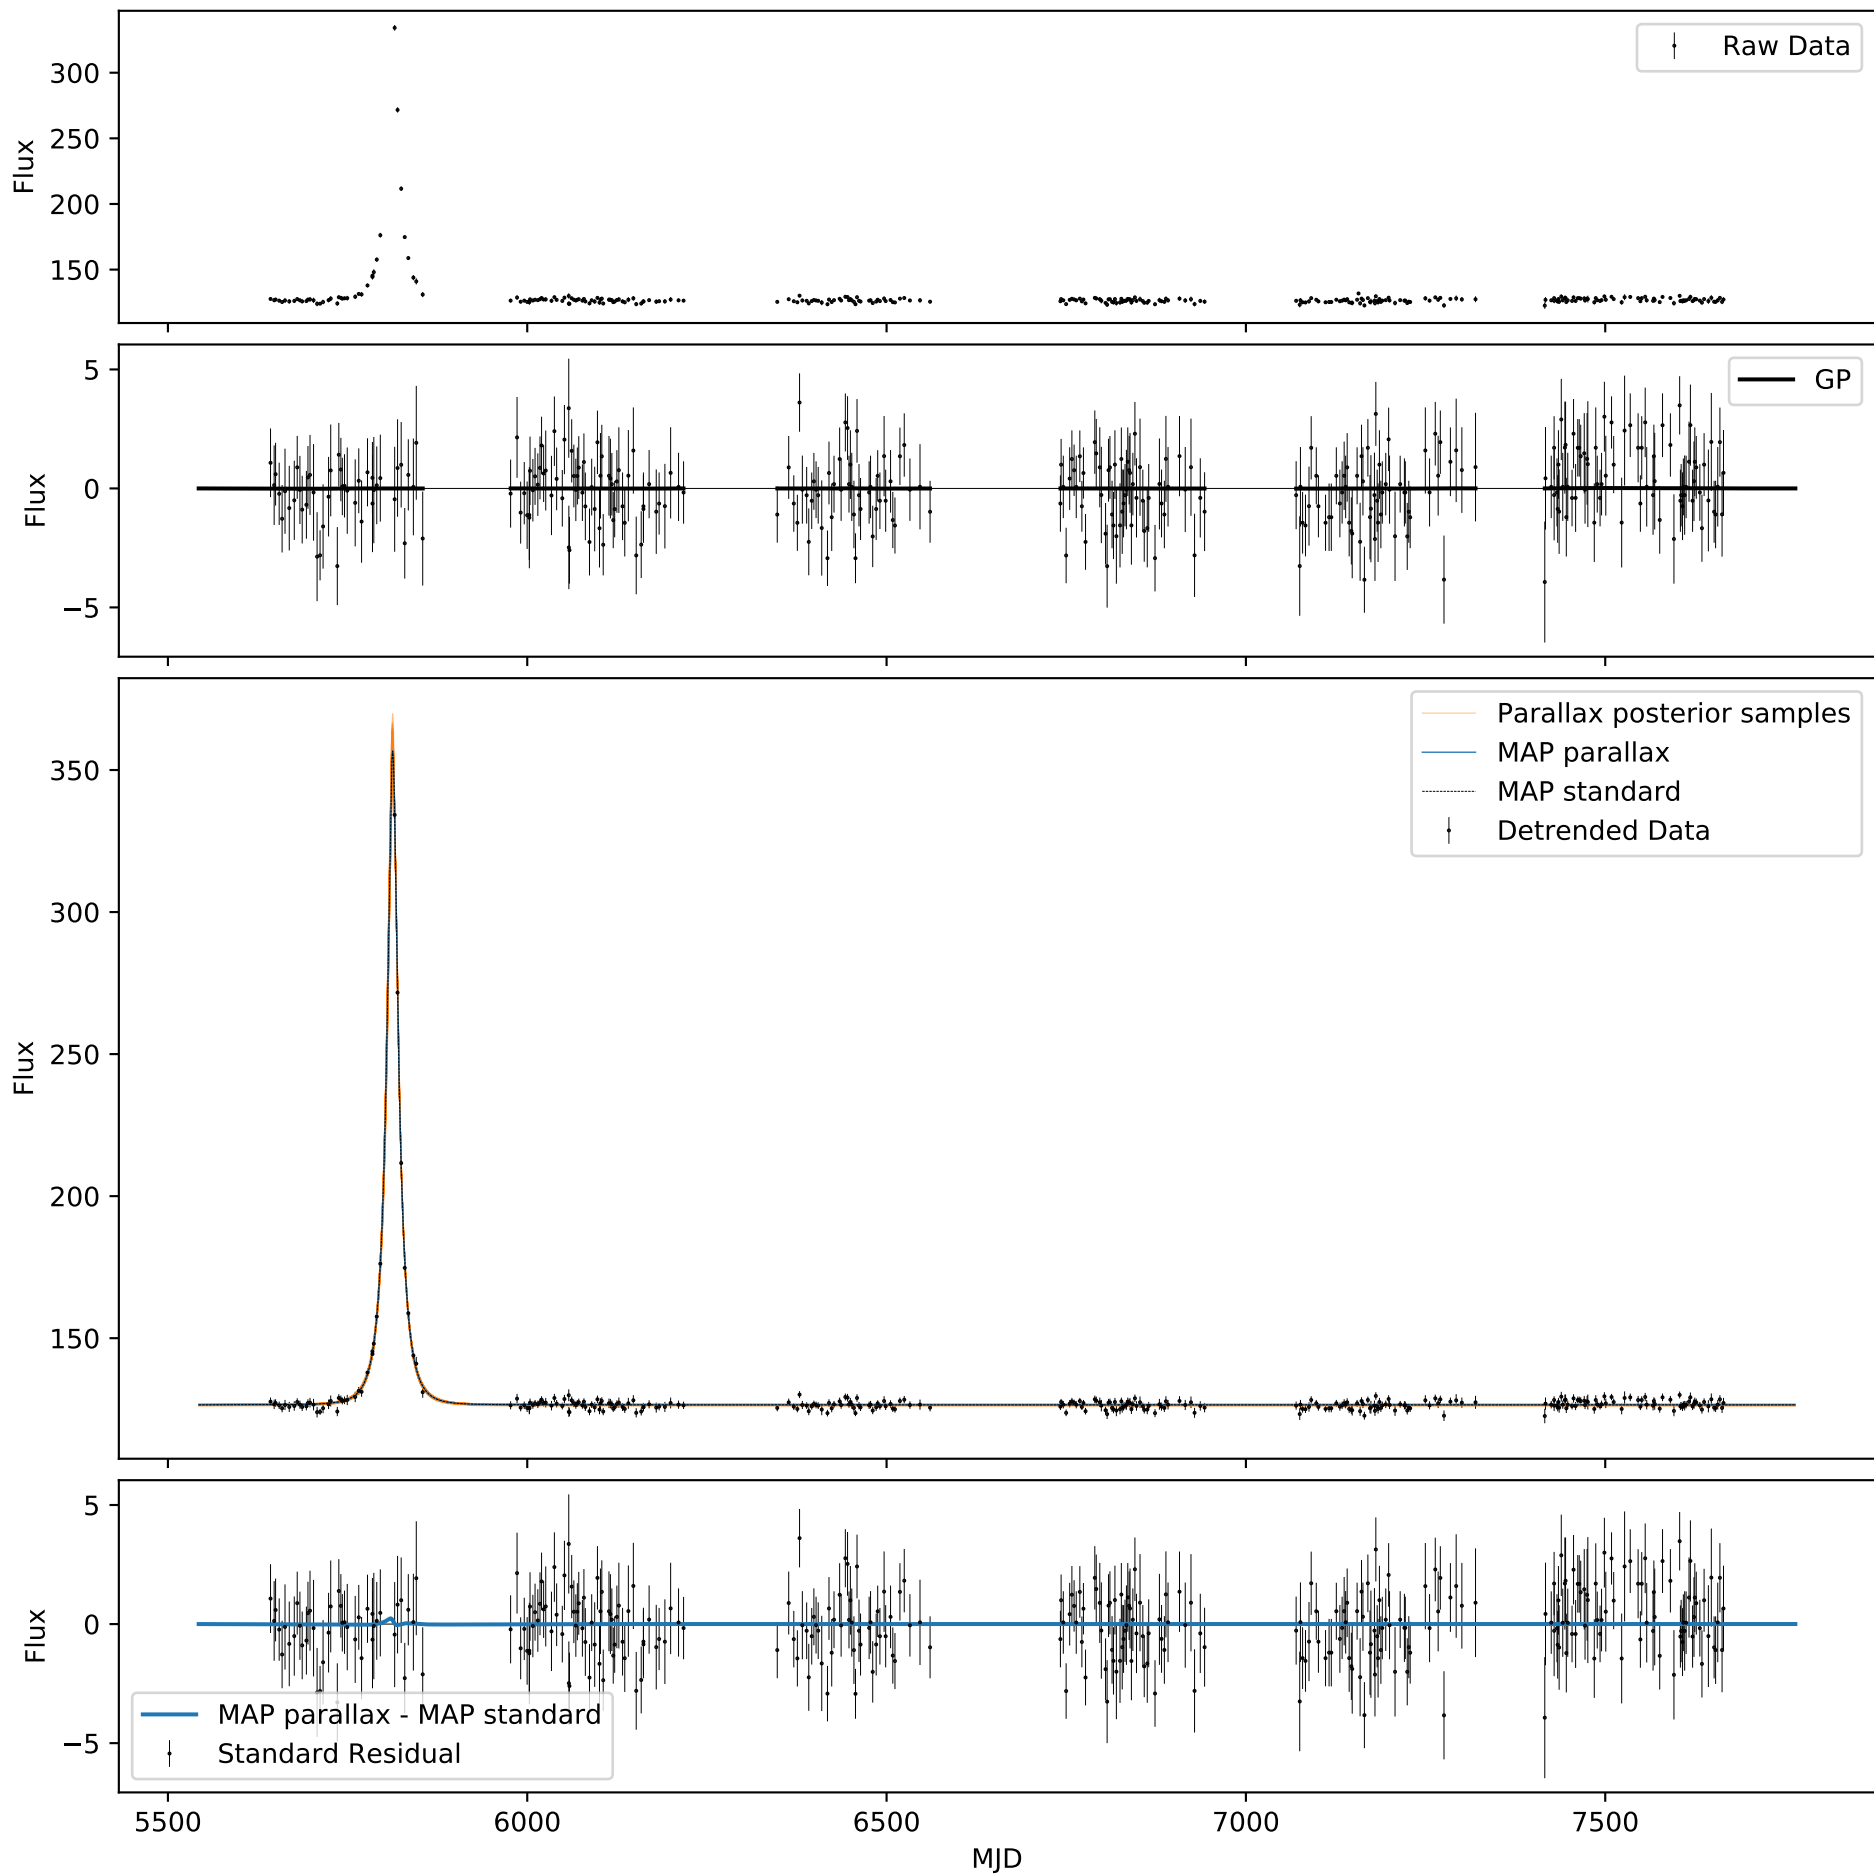 300
250
200
150
Flux
Raw Data
5
0
−5
Flux
GP
350
300
250
200
150
Flux
Parallax posterior samples
MAP parallax
MAP standard
Detrended Data
5
0
−5
Flux
MAP parallax - MAP standard
Standard Residual
5500 6000 6500 7000 7500
MJD